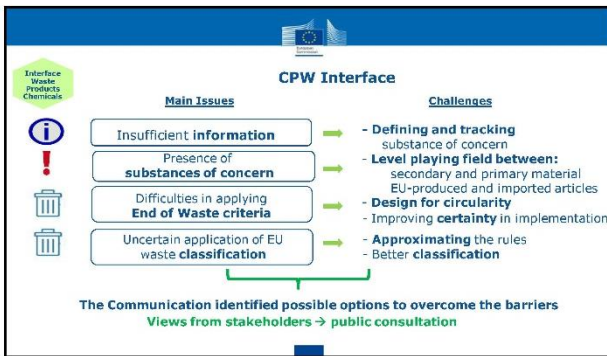 European
Commission
Interface
Waste
Products
Chemicals
CPW Interface
Main Issues
Challenges
Insufficient information
- Defining and tracking
substance of concern
Presence of
substances of concern
- Level playing field between:
secondary and primary material
EU-produced and imported articles
Difficulties in applying
End of Waste criteria
- Design for circularity
- Improving certainty in implementation
Uncertain application of EU
waste classification
- Approximating the rules
- Better classification
The Communication identified possible options to overcome the barriers
Views from stakeholders → public consultation